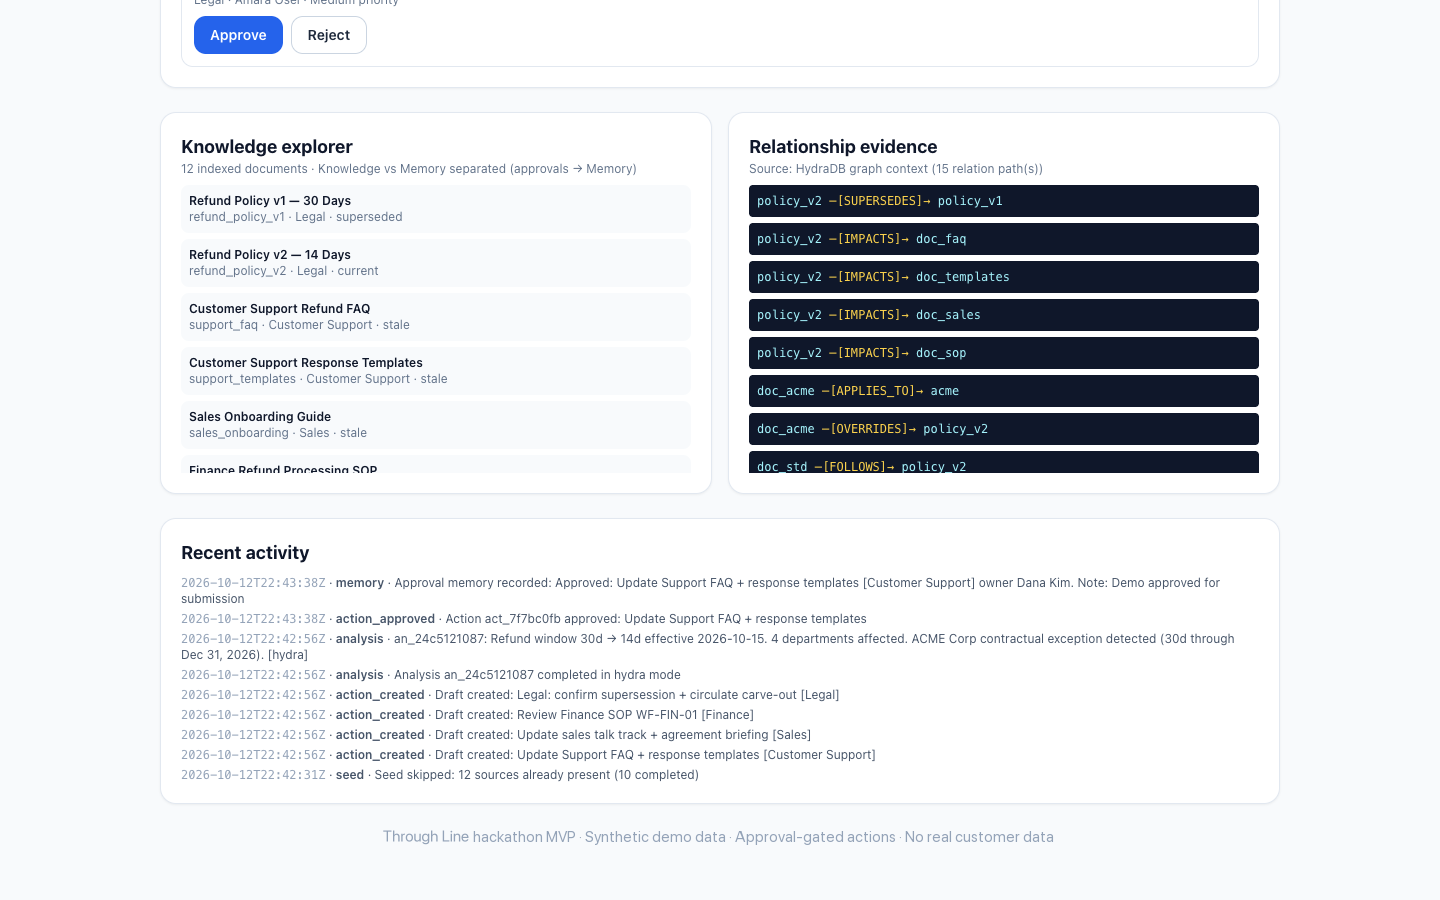 Legal · Amara Osei · Medium priority
Approve
Reject
Knowledge explorer
12 indexed documents · Knowledge vs Memory separated (approvals → Memory)
Refund Policy v1 — 30 Days
refund_policy_v1 · Legal · superseded
Refund Policy v2 — 14 Days
refund_policy_v2 · Legal · current
Customer Support Refund FAQ
support_faq · Customer Support · stale
Customer Support Response Templates
support_templates · Customer Support · stale
Sales Onboarding Guide
sales_onboarding · Sales · stale
Finance Refund Processing SOP
Relationship evidence
Source: HydraDB graph context (15 relation path(s))
policy_v2 —[SUPERSEDES]→ policy_v1
policy_v2 —[IMPACTS]→ doc_faq
policy_v2 —[IMPACTS]→ doc_templates
policy_v2 —[IMPACTS]→ doc_sales
policy_v2 —[IMPACTS]→ doc_sop
doc_acme —[APPLIES_TO]→ acme
doc_acme —[OVERRIDES]→ policy_v2
doc_std —[FOLLOWS]→ policy_v2
Recent activity
2026-10-12T22:43:38Z · memory · Approval memory recorded: Approved: Update Support FAQ + response templates [Customer Support] owner Dana Kim. Note: Demo approved for
submission
2026-10-12T22:43:38Z · action_approved · Action act_7f7bc0fb approved: Update Support FAQ + response templates
2026-10-12T22:42:56Z · analysis · an_24c5121087: Refund window 30d → 14d effective 2026-10-15. 4 departments affected. ACME Corp contractual exception detected (30d through
Dec 31, 2026). [hydra]
2026-10-12T22:42:56Z · analysis · Analysis an_24c5121087 completed in hydra mode
2026-10-12T22:42:56Z · action_created · Draft created: Legal: confirm supersession + circulate carve-out [Legal]
2026-10-12T22:42:56Z · action_created · Draft created: Review Finance SOP WF-FIN-01 [Finance]
2026-10-12T22:42:56Z · action_created · Draft created: Update sales talk track + agreement briefing [Sales]
2026-10-12T22:42:56Z · action_created · Draft created: Update Support FAQ + response templates [Customer Support]
2026-10-12T22:42:31Z · seed · Seed skipped: 12 sources already present (10 completed)
Through Line hackathon MVP · Synthetic demo data · Approval-gated actions · No real customer data